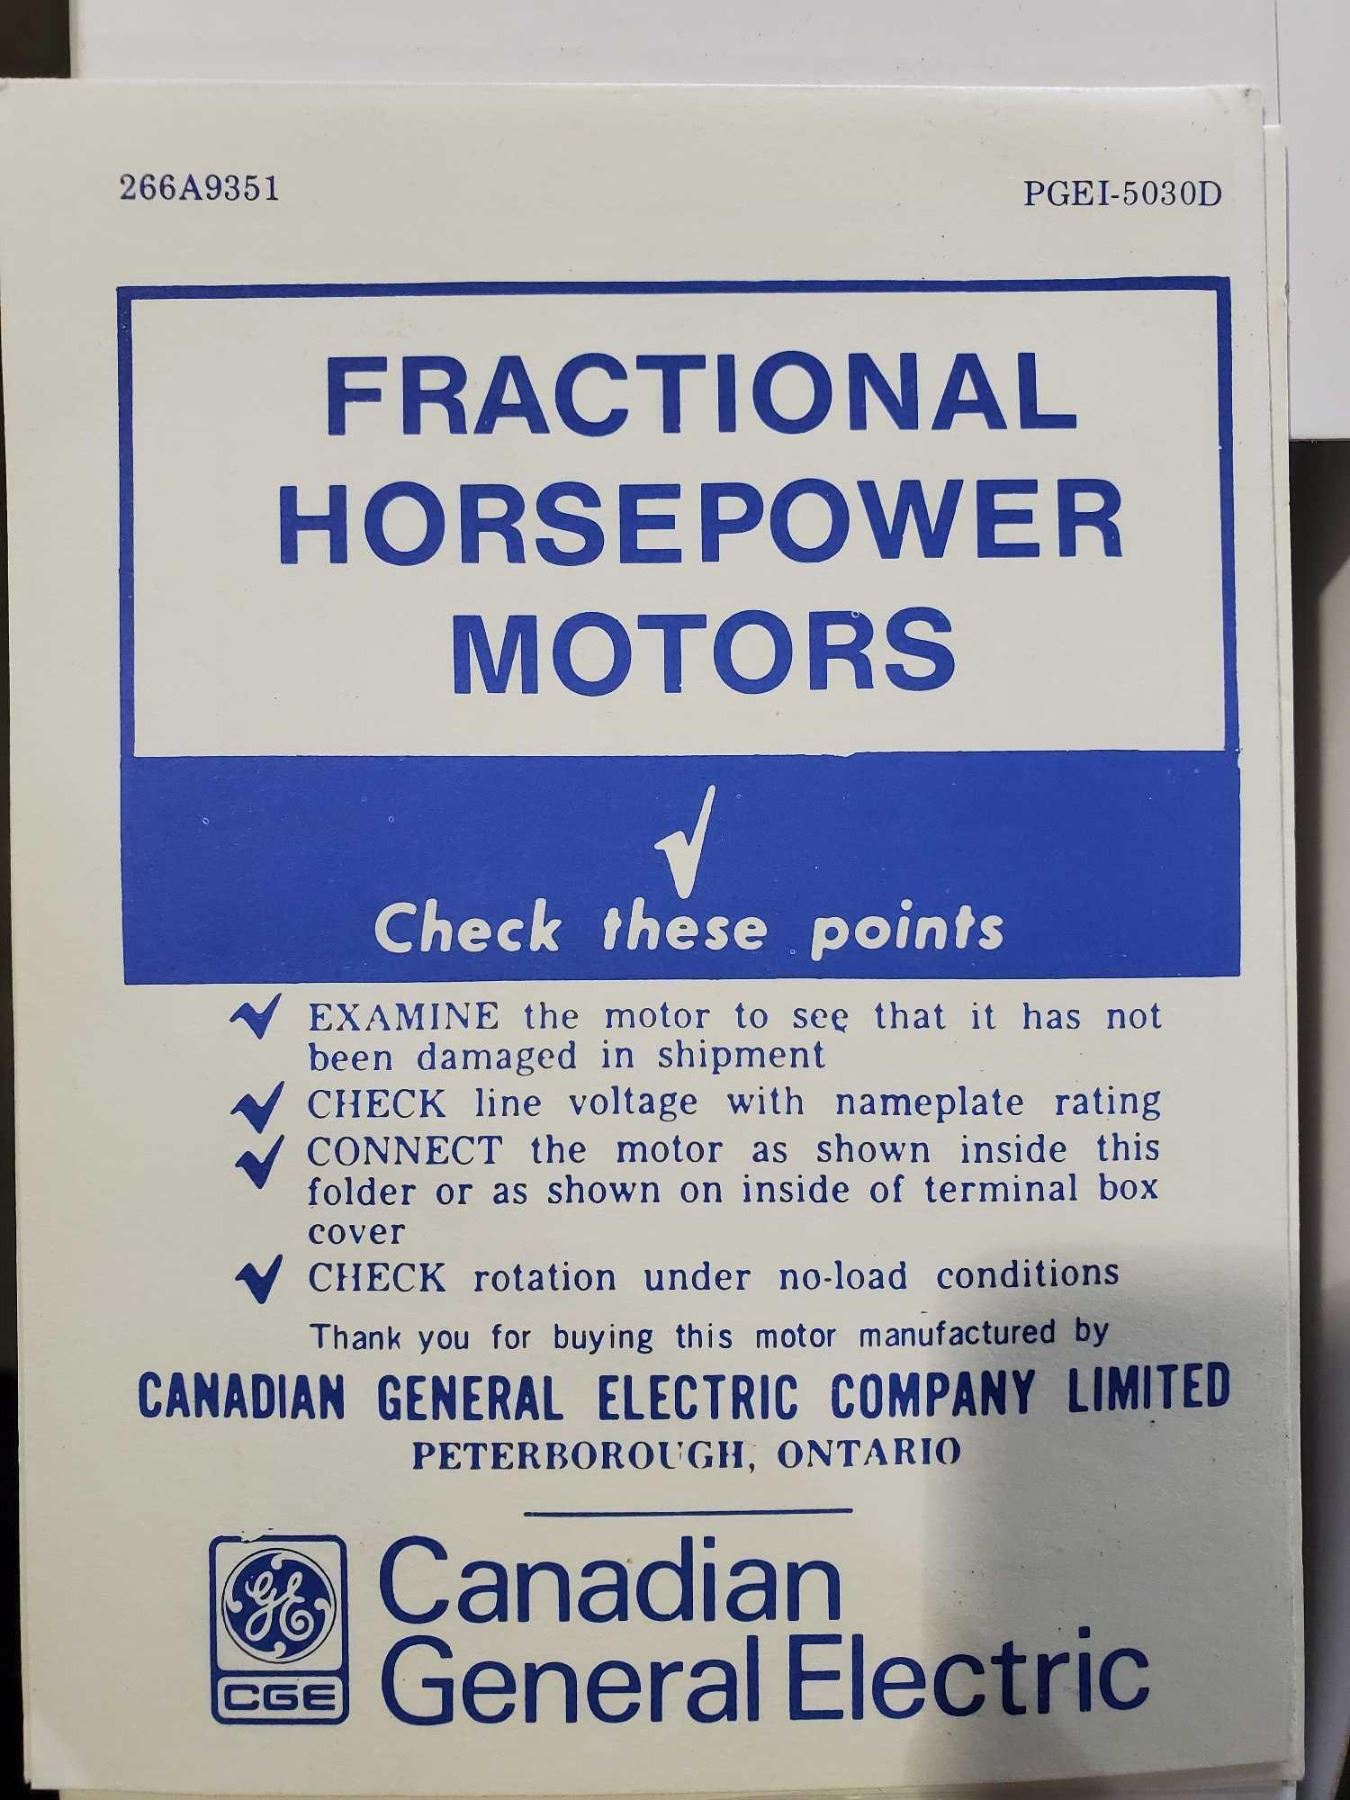 266A9351 PGEI-5030D
FRACTIONAL
HORSEPOWER
MOTORS
Check these points
EXAMINE the motor to see that it has not
been damaged in shipment
CHECK line voltage with nameplate rating
CONNECT the motor as shown inside this
folder or as shown on inside of terminal box
cover
CHECK rotation under no-load conditions
Thank you for buying this motor manufactured by
CANADIAN GENERAL ELECTRIC COMPANY LIMITED
PETERBOROUGH, ONTARIO
GE
CGE
Canadian
General Electric